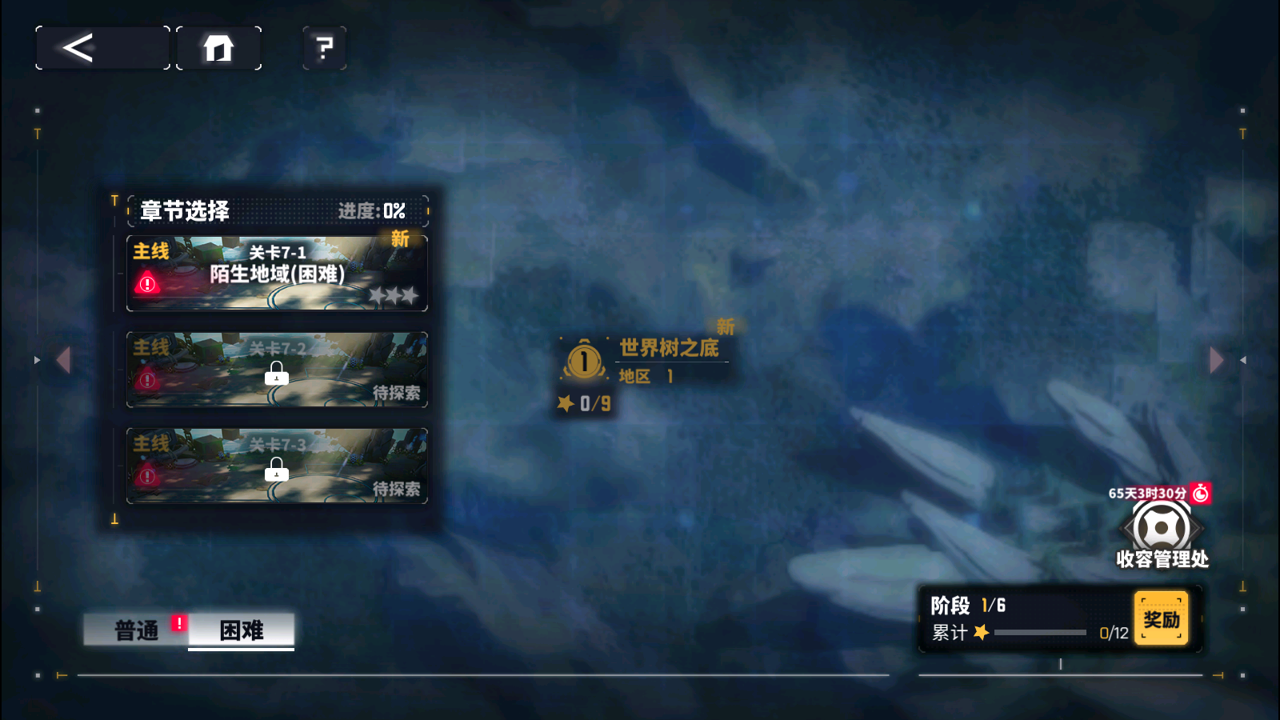 ?
章节选择 进度:0%
新
主线 关卡7-1
陌生地域(困难)
主线 关卡7-2
待探索
主线 关卡7-3
待探索
新
1 世界树之底
地区 1
0/9
65天3时30分
收容管理处
普通 ! 困难
阶段 1/6
累计 0/12
奖励